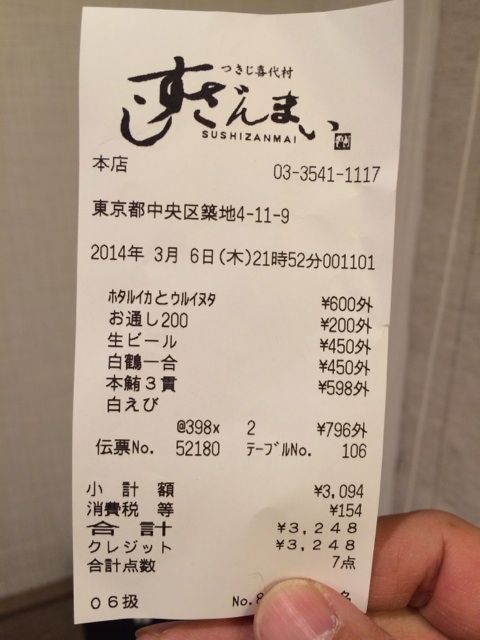 つきじ喜代村
すしざんまい
SUSHIZANMAI
本店 03-3541-1117
東京都中央区築地4-11-9
2014年 3月 6日(木)21時52分001101
ﾎﾀﾙｲｶとｳﾙｲﾇﾀ ¥600外
お通し200 ¥200外
生ビール ¥450外
白鶴一合 ¥450外
本鮪3貫 ¥598外
白えび
@398x 2 ¥796外
伝票No. 52180 ﾃｰﾌﾞﾙNo. 106
小 計 額 ¥3,094
消費税 等 ¥154
合 計 ¥3,248
クレジット ¥3,248
合計点数 7点
06扱 No.8 名